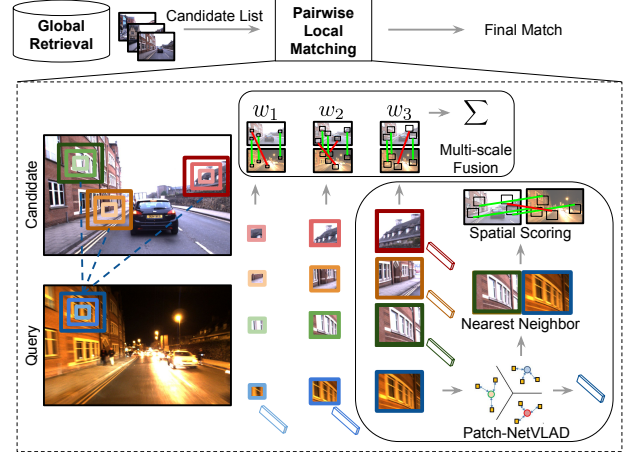 Global
Retrieval
Candidate List
Pairwise
Local
Matching
Final Match
w1
w2
w3
∑
Multi-scale
Fusion
Candidate
Query
Spatial Scoring
Nearest Neighbor
Patch-NetVLAD